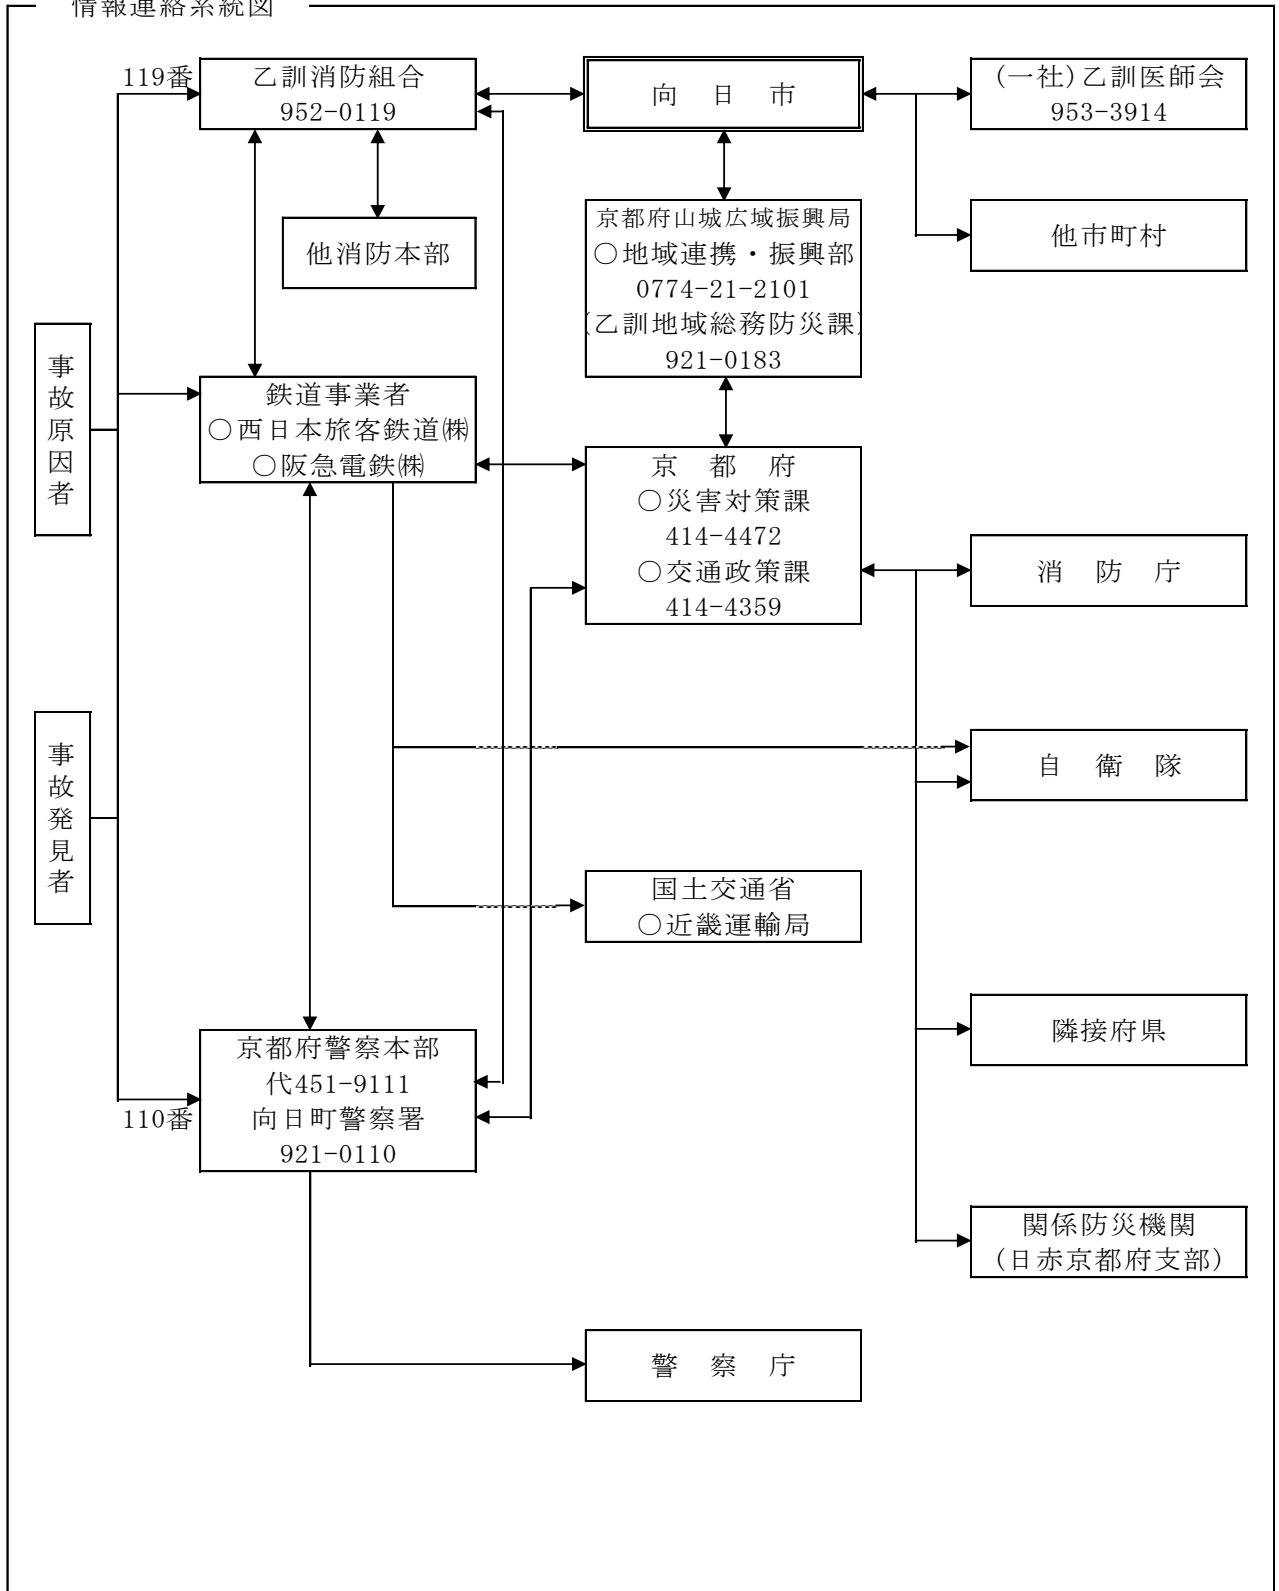 情報連絡系統図
119番
乙訓消防組合
952-0119
向　日　市
(一社)乙訓医師会
953-3914
他消防本部
京都府山城広域振興局
○地域連携・振興部
0774-21-2101
(乙訓地域総務防災課)
921-0183
他市町村
事故原因者
鉄道事業者
○西日本旅客鉄道㈱
○阪急電鉄㈱
京　都　府
○災害対策課
414-4472
○交通政策課
414-4359
消　防　庁
事故発見者
自　衛　隊
国土交通省
○近畿運輸局
隣接府県
110番
京都府警察本部
代451-9111
向日町警察署
921-0110
関係防災機関
(日赤京都府支部)
警　察　庁